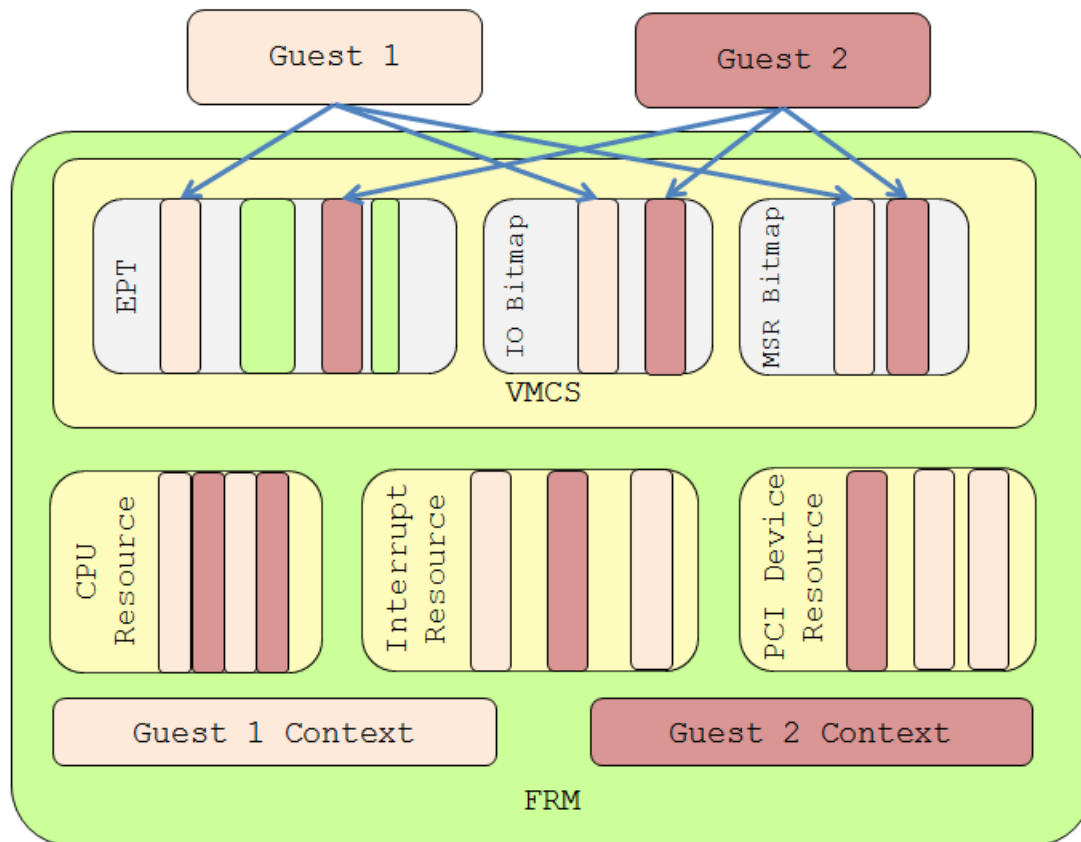 Guest 1
Guest 2
EPT
IO Bitmap
MSR Bitmap
VMCS
CPU
Resource
Interrupt
Resource
PCI Device
Resource
Guest 1 Context
Guest 2 Context
FRM